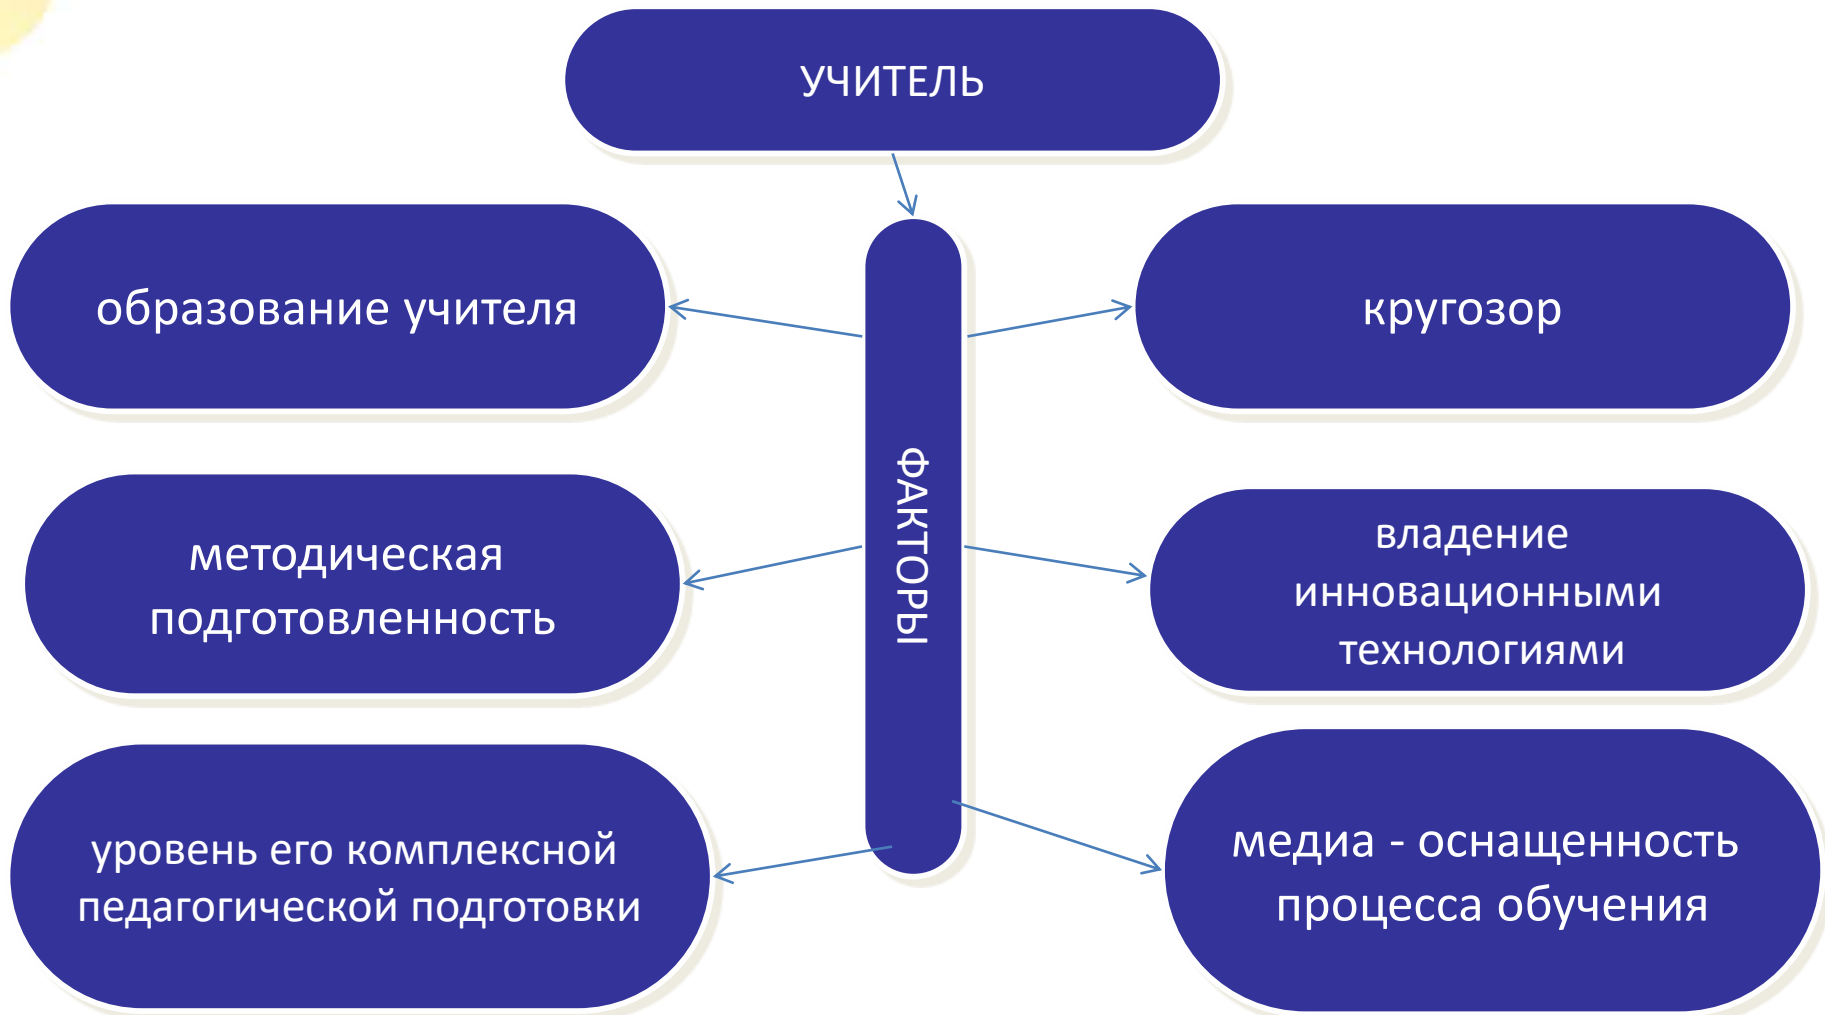 УЧИТЕЛЬ
образование учителя
кругозор
ФАКТОРЫ
методическая
подготовленность
владение
инновационными
технологиями
уровень его комплексной
педагогической подготовки
медиа - оснащенность
процесса обучения